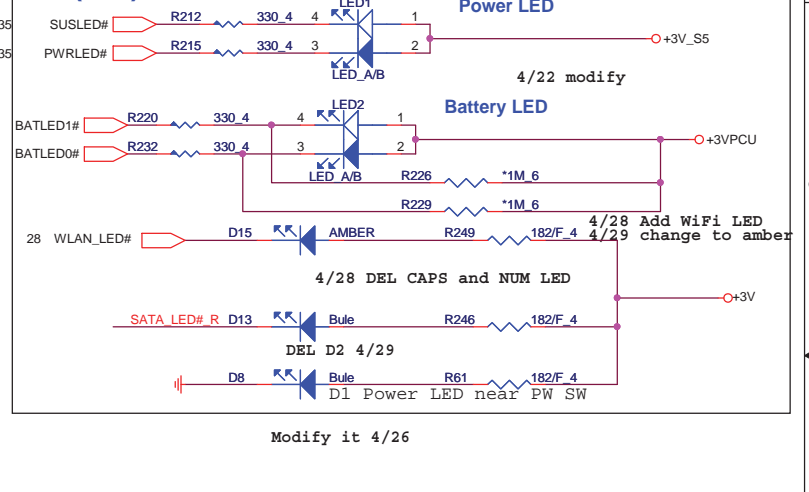 LED1
Power LED
35 SUSLED# R212 330_4 4 1
+3V_S5
35 PWRLED# R215 330_4 3 2
LED_A/B
4/22 modify
LED2
Battery LED
BATLED1# R220 330_4 4 1
+3VPCU
BATLED0# R232 330_4 3 2
LED_A/B
R226 *1M_6
R229 *1M_6
4/28 Add WiFi LED
28 WLAN_LED# D15 AMBER R249 182/F_4
4/29 change to amber
4/28 DEL CAPS and NUM LED
+3V
SATA_LED#_R D13 Bule R246 182/F_4
DEL D2 4/29
D8 Bule R61 182/F_4
D1 Power LED near PW SW
Modify it 4/26